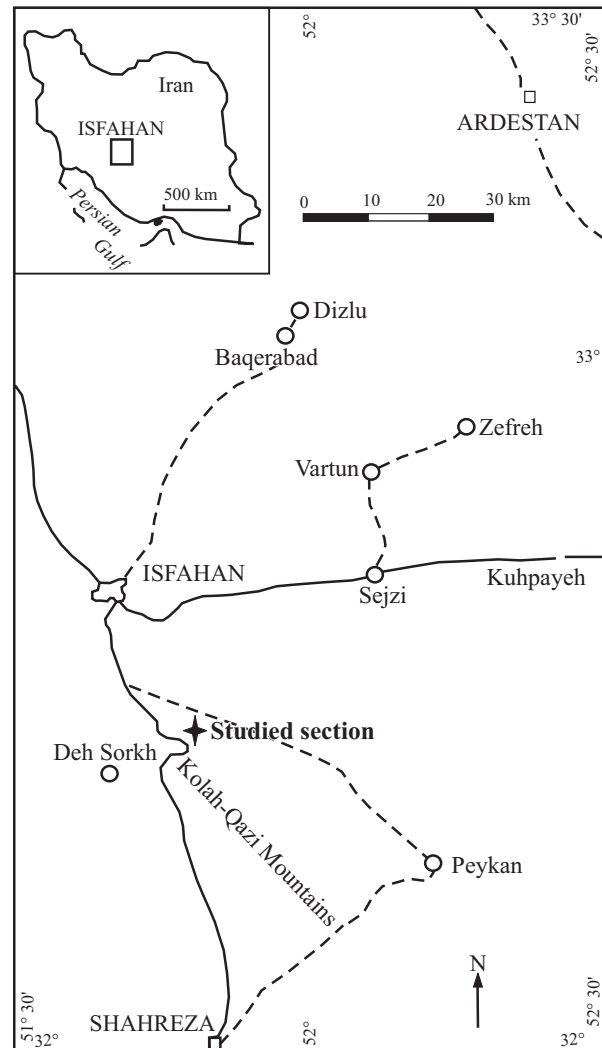 52°
33° 30'
52° 30'
Iran
ISFAHAN
500 km
Persian
Gulf
ARDESTAN
0 10 20 30 km
Dizlu
Baqerabad
33°
Zefreh
Vartun
ISFAHAN
Kuhpayeh
Sejzi
Studied section
Deh Sorkh
Kolah-Qazi Mountains
Peykan
N
SHAHREZA
51° 30'
32°
52°
32°
52° 30'